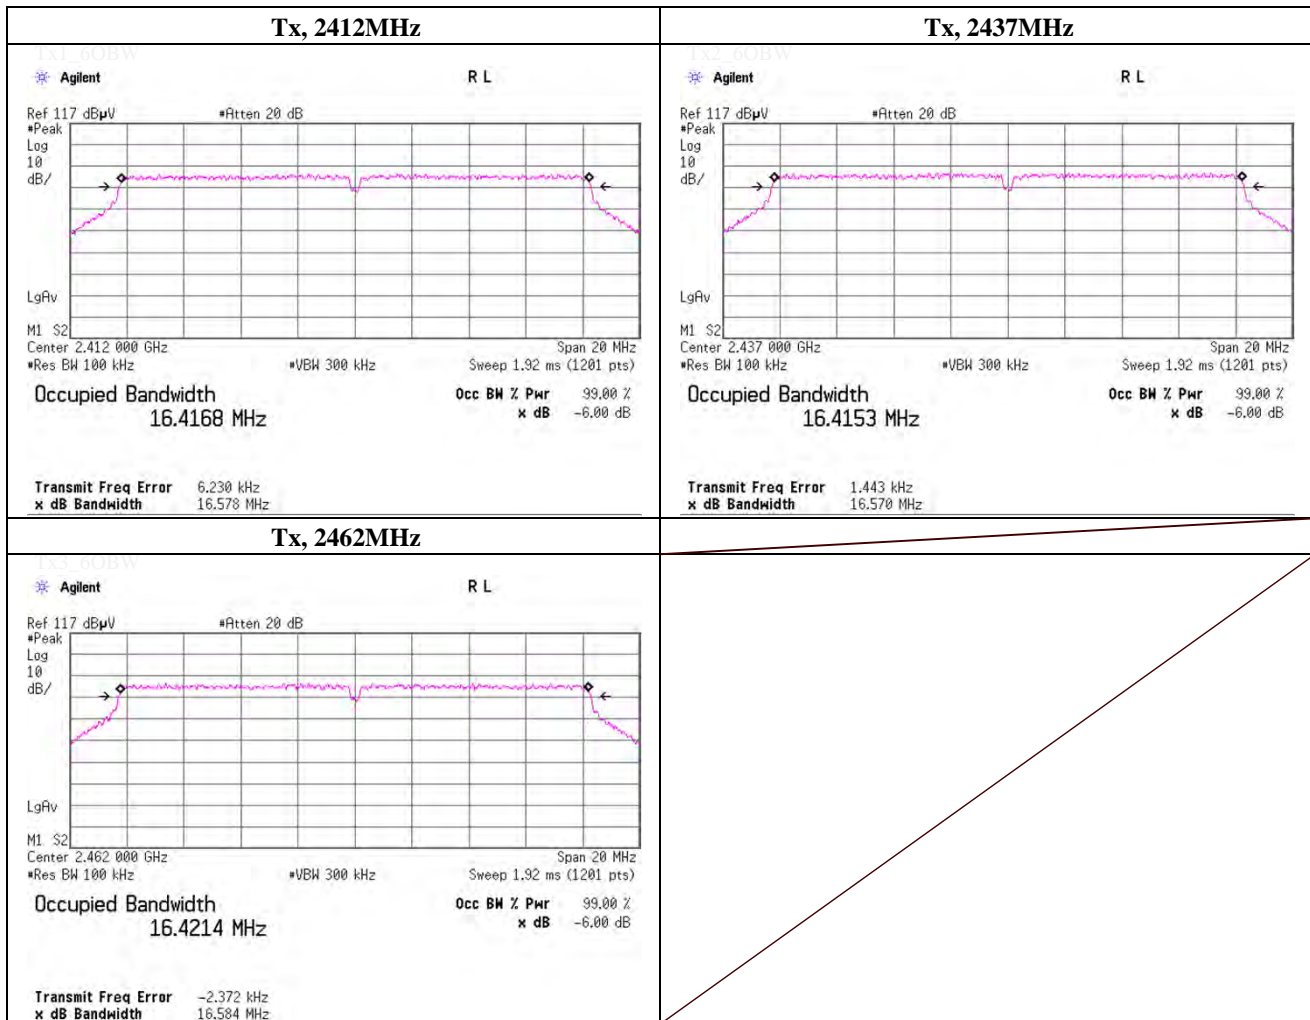 Tx, 2412MHz
Tx1_6OBW
Agilent R L
Ref 117 dBµV #Atten 20 dB
#Peak
Log
10
dB/
LgAv
M1 S2
Center 2.412 000 GHz Span 20 MHz
#Res BW 100 kHz #VBW 300 kHz Sweep 1.92 ms (1201 pts)
Occupied Bandwidth Occ BW % Pwr 99.00 %
16.4168 MHz x dB -6.00 dB
Transmit Freq Error 6.230 kHz
x dB Bandwidth 16.578 MHz
Tx, 2437MHz
Tx2_6OBW
Agilent R L
Ref 117 dBµV #Atten 20 dB
#Peak
Log
10
dB/
LgAv
M1 S2
Center 2.437 000 GHz Span 20 MHz
#Res BW 100 kHz #VBW 300 kHz Sweep 1.92 ms (1201 pts)
Occupied Bandwidth Occ BW % Pwr 99.00 %
16.4153 MHz x dB -6.00 dB
Transmit Freq Error 1.443 kHz
x dB Bandwidth 16.570 MHz
Tx, 2462MHz
Tx3_6OBW
Agilent R L
Ref 117 dBµV #Atten 20 dB
#Peak
Log
10
dB/
LgAv
M1 S2
Center 2.462 000 GHz Span 20 MHz
#Res BW 100 kHz #VBW 300 kHz Sweep 1.92 ms (1201 pts)
Occupied Bandwidth Occ BW % Pwr 99.00 %
16.4214 MHz x dB -6.00 dB
Transmit Freq Error -2.372 kHz
x dB Bandwidth 16.584 MHz